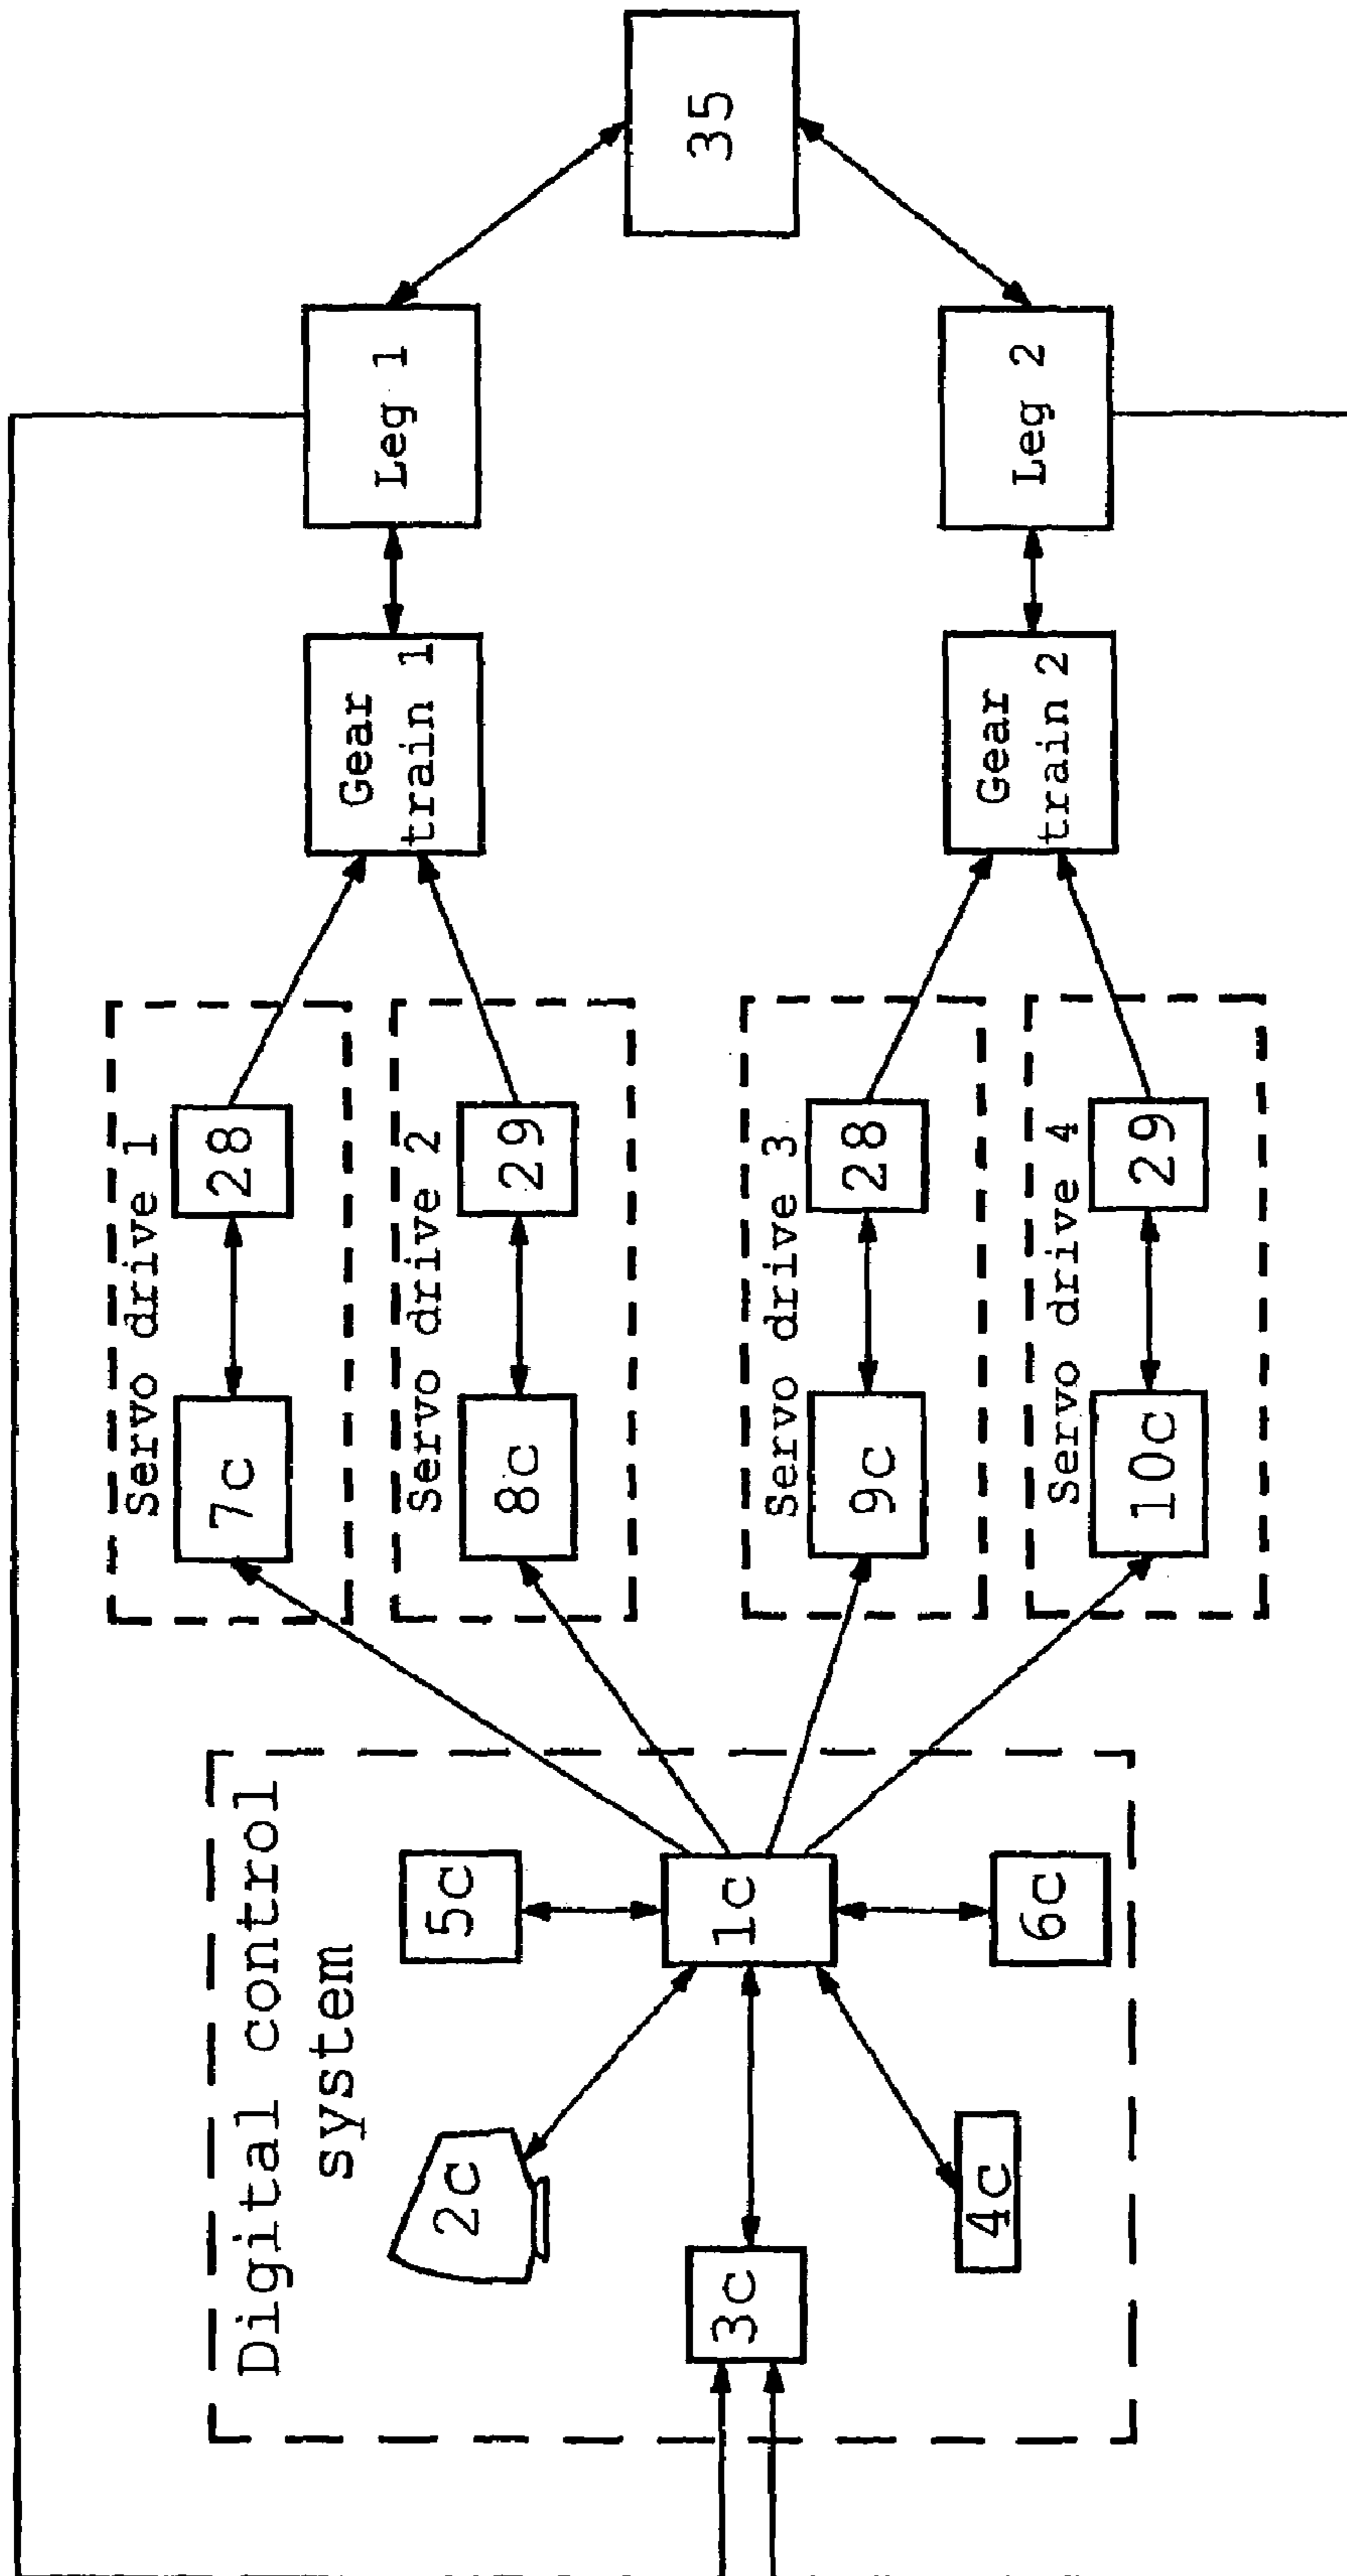 Digital control
system
2c
3c
4c
5c
1c
6c
Servo drive 1
7c
28
Servo drive 2
8c
29
Servo drive 3
9c
28
Servo drive 4
10c
29
Gear
train 1
Gear
train 2
Leg 1
Leg 2
35